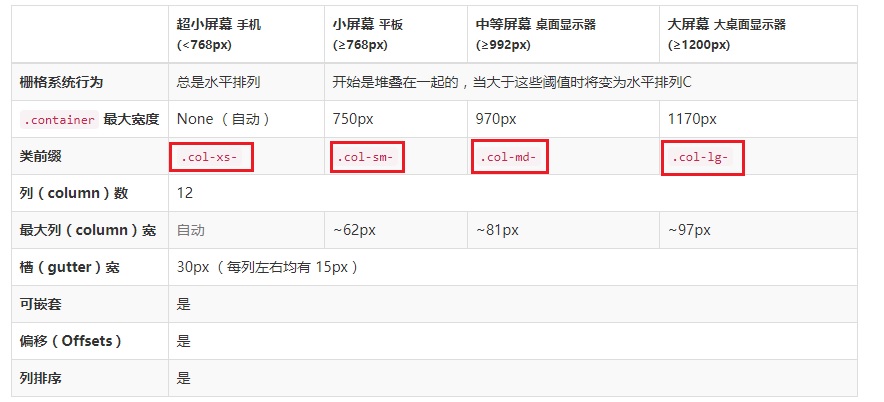 超小屏幕 手机 小屏幕 平板 中等屏幕 桌面显示器 大屏幕 大桌面显示器
(<768px) (≥768px) (≥992px) (≥1200px)
栅格系统行为 总是水平排列 开始是堆叠在一起的，当大于这些阈值时将变为水平排列C
.container 最大宽度 None （自动） 750px 970px 1170px
类前缀 .col-xs- .col-sm- .col-md- .col-lg-
列（column）数 12
最大列（column）宽 自动 ~62px ~81px ~97px
槽（gutter）宽 30px （每列左右均有 15px）
可嵌套 是
偏移（Offsets） 是
列排序 是